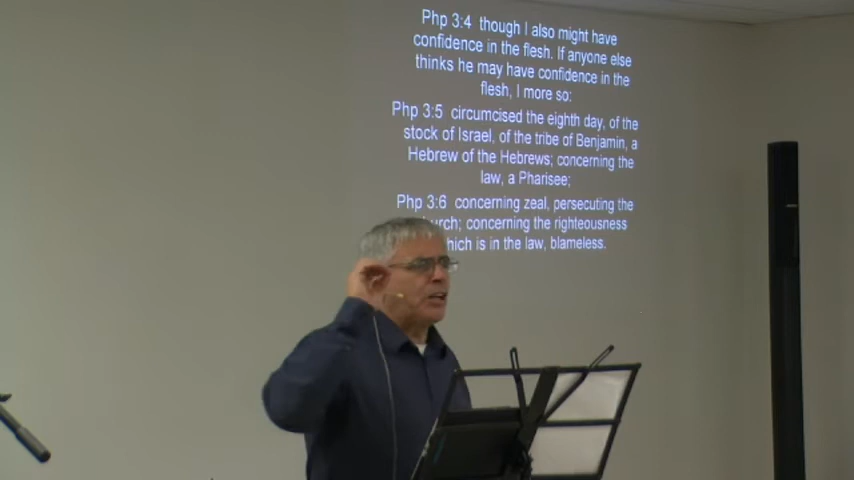 Php 3:4 though I also might have
confidence in the flesh. If anyone else
thinks he may have confidence in the
flesh, I more so:
Php 3:5 circumcised the eighth day, of the
stock of Israel, of the tribe of Benjamin, a
Hebrew of the Hebrews; concerning the
law, a Pharisee;
Php 3:6 concerning zeal, persecuting the
concerning the righteousness
is in the law, blameless.